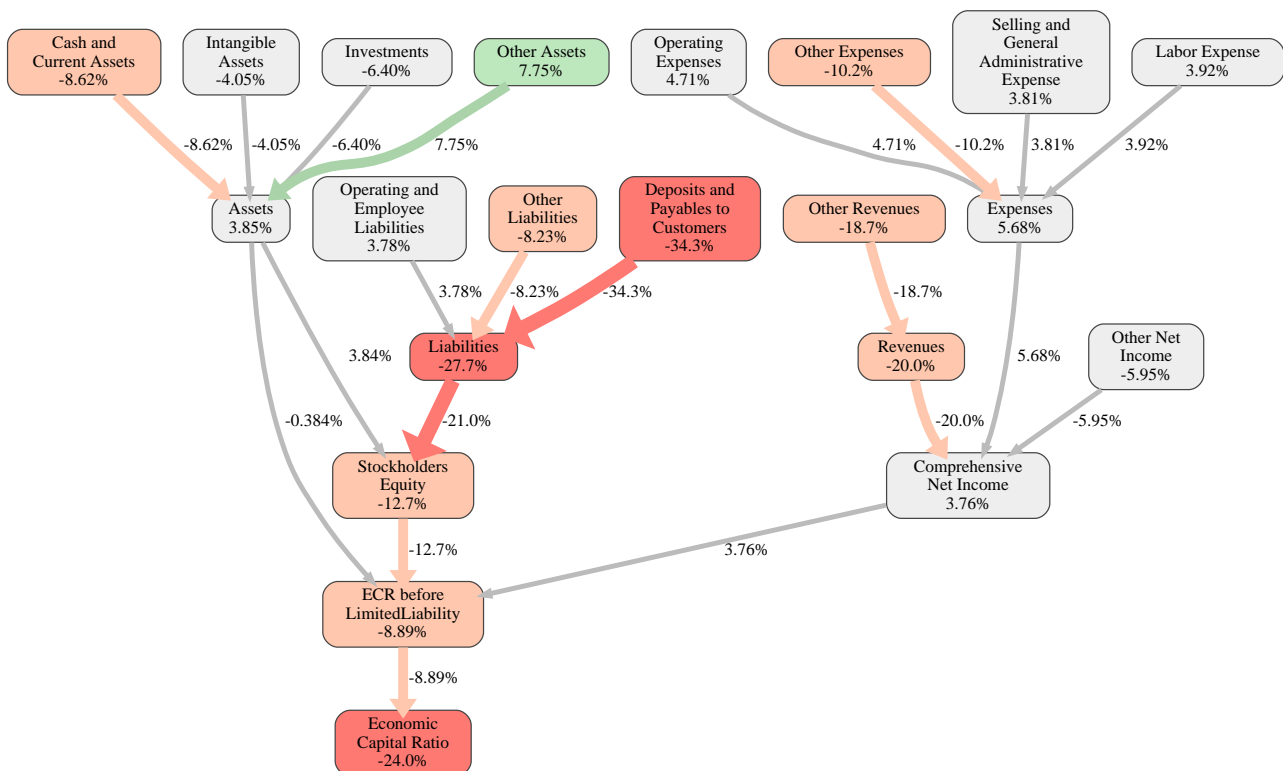 Cash and
Current Assets
-8.62%
Intangible
Assets
-4.05%
Investments
-6.40%
Other Assets
7.75%
Operating
Expenses
4.71%
Other Expenses
-10.2%
Selling and
General
Administrative
Expense
3.81%
Labor Expense
3.92%
-8.62%
-4.05%
-6.40%
7.75%
4.71%
-10.2%
3.81%
3.92%
Assets
3.85%
Operating and
Employee
Liabilities
3.78%
Other
Liabilities
-8.23%
Deposits and
Payables to
Customers
-34.3%
Other Revenues
-18.7%
Expenses
5.68%
3.78%
-8.23%
-34.3%
-18.7%
3.84%
Liabilities
-27.7%
Revenues
-20.0%
5.68%
Other Net
Income
-5.95%
-0.384%
-21.0%
-20.0%
-5.95%
Stockholders
Equity
-12.7%
Comprehensive
Net Income
3.76%
-12.7%
3.76%
ECR before
LimitedLiability
-8.89%
-8.89%
Economic
Capital Ratio
-24.0%